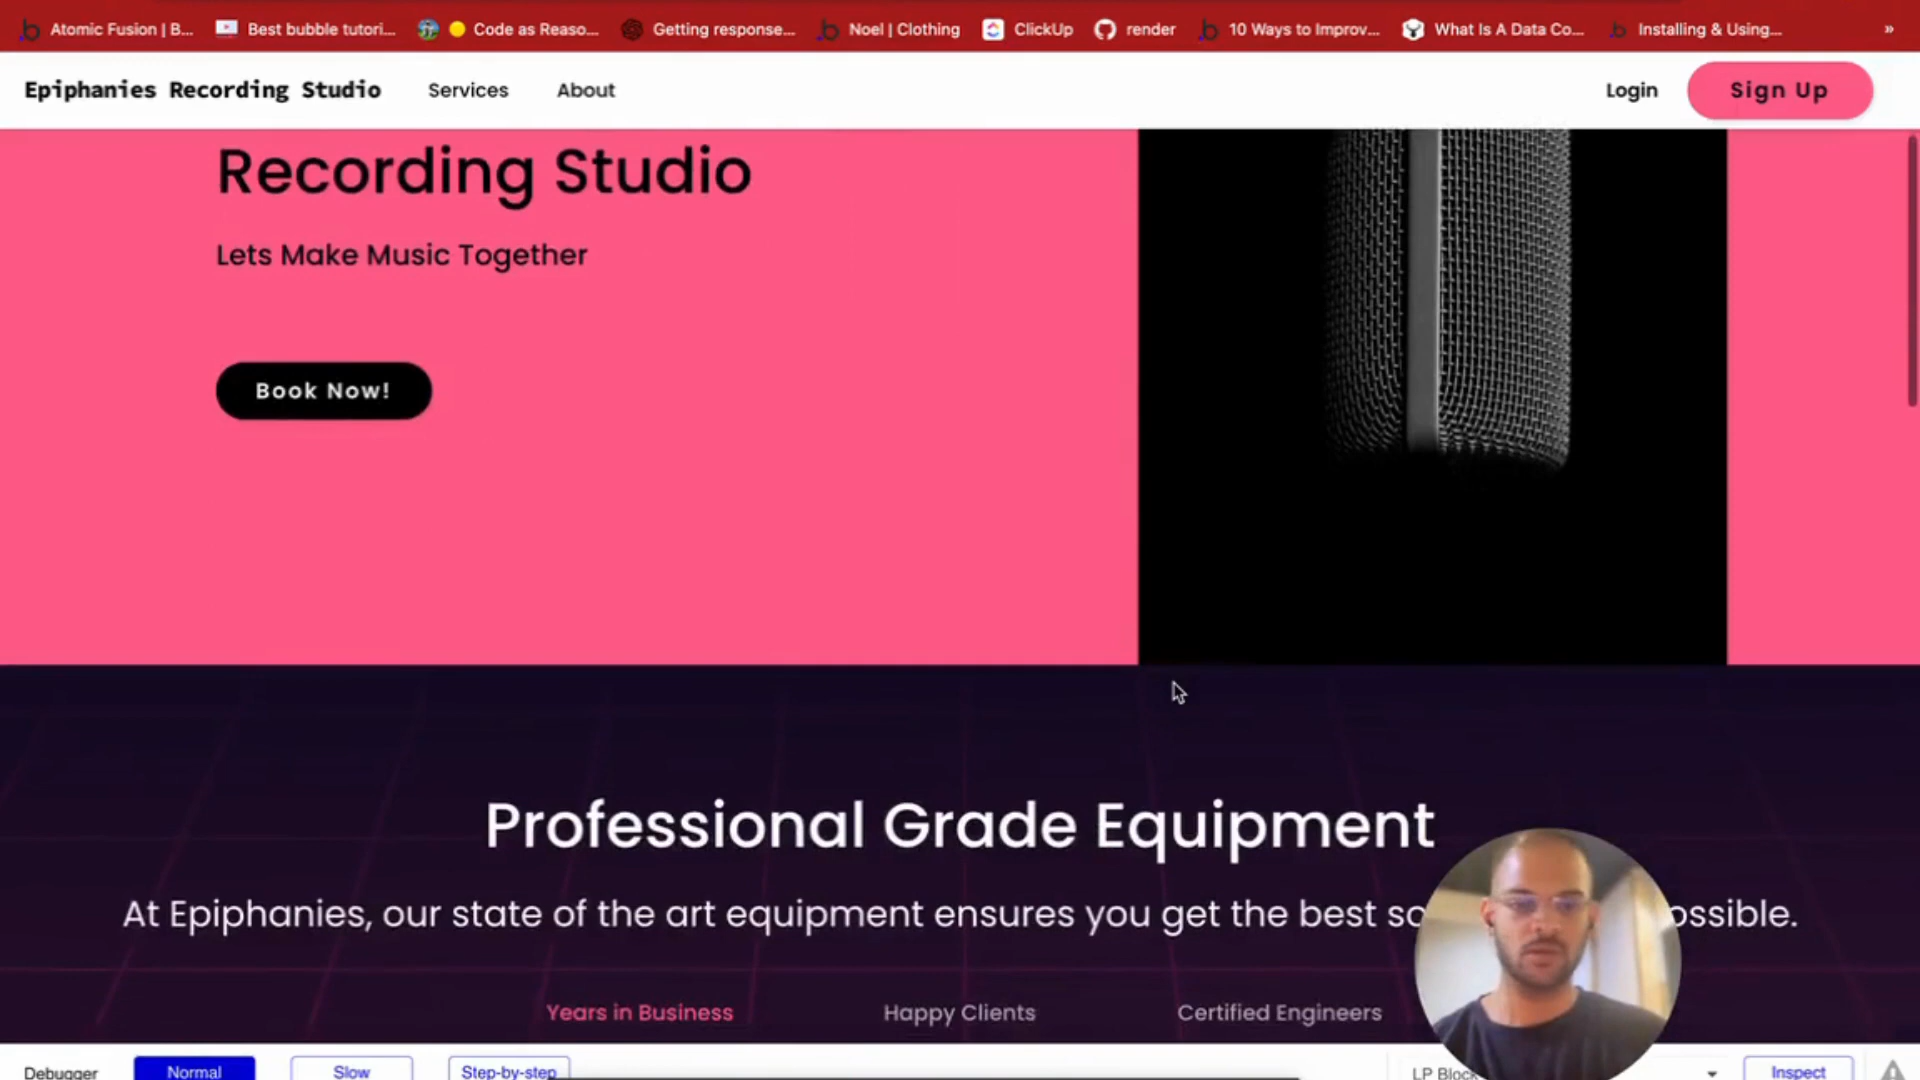 Atomic Fusion | B... Best bubble tutori... Code as Reaso... Getting response... Noel | Clothing ClickUp render 10 Ways to Improv... What Is A Data Co... Installing & Using... »
Epiphanies Recording Studio Services About Login Sign Up
Recording Studio
Lets Make Music Together
Book Now!
Professional Grade Equipment
At Epiphanies, our state of the art equipment ensures you get the best so ossible.
Years in Business Happy Clients Certified Engineers
Debugger Normal Slow Step-by-step LP Block Inspect